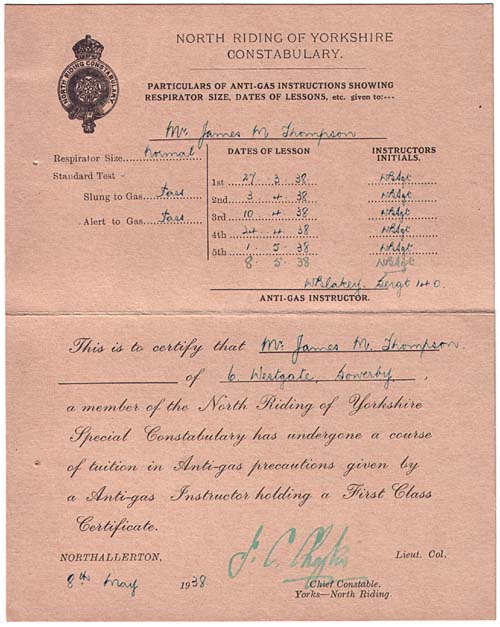 NORTH RIDING OF YORKSHIRE
CONSTABULARY.
NORTH RIDING CONSTABULARY
PARTICULARS OF ANTI-GAS INSTRUCTIONS SHOWING
RESPIRATOR SIZE, DATES OF LESSONS, etc. given to:---
Mr. James M Thompson
Respirator Size normal
DATES OF LESSON
INSTRUCTORS
INITIALS.
Standard Test -
Slung to Gas Pass
Alert to Gas Pass
1st 27 . 3 . 38
2nd 3 4 . 38
3rd 10 4 . 38
4th 24 4 . 38
5th 1 5 . 38
8 5 . 38
Sergt 140.
ANTI-GAS INSTRUCTOR.
This is to certify that Mr. James M. Thompson.
of 6. Westgate, Sowerby ,
a member of the North Riding of Yorkshire
Special Constabulary has undergone a course
of tuition in Anti-gas precautions given by
a Anti-gas Instructor holding a First Class
Certificate.
NORTHALLERTON,
J. C. Lieut. Col.
8th May 1938.
Chief Constable.
Yorks—North Riding.